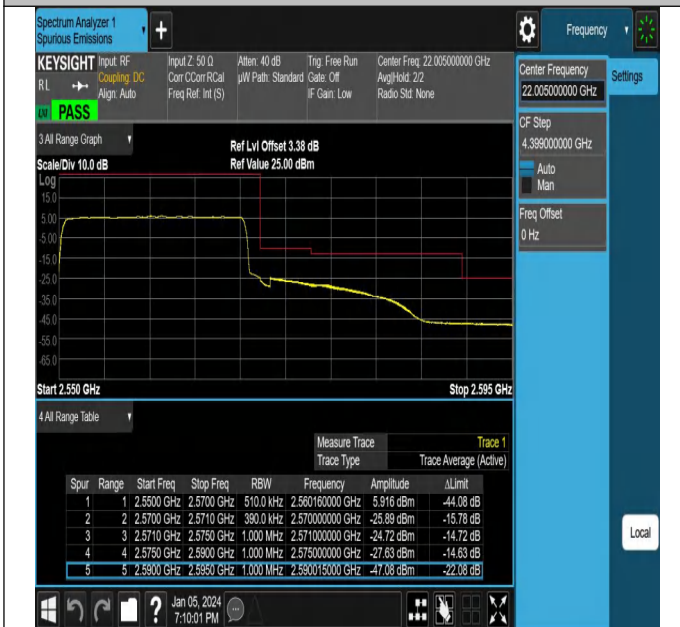 Spectrum Analyzer 1
Spurious Emissions
Frequency
KEYSIGHT
RL
PASS
Input: RF
Coupling: DC
Align: Auto
Input Z: 50 Ω
Corr CCorr RCal
Freq Ref: Int (S)
Atten: 40 dB
µW Path: Standard
Trig: Free Run
Gate: Off
IF Gain: Low
Center Freq: 22.005000000 GHz
Avg|Hold: 2/2
Radio Std: None
Center Frequency
22.005000000 GHz
Settings
CF Step
4.399000000 GHz
Auto
Man
Freq Offset
0 Hz
3 All Range Graph
Ref Lvl Offset 3.38 dB
Scale/Div 10.0 dB
Ref Value 25.00 dBm
Log
15.0
5.00
-5.00
-15.0
-25.0
-35.0
-45.0
-55.0
-65.0
Start 2.550 GHz
Stop 2.595 GHz
4 All Range Table
Measure Trace Trace 1
Trace Type Trace Average (Active)
Spur Range Start Freq Stop Freq RBW Frequency Amplitude ΔLimit
1 1 2.5500 GHz 2.5700 GHz 510.0 kHz 2.560160000 GHz 5.916 dBm -44.08 dB
2 2 2.5700 GHz 2.5710 GHz 390.0 kHz 2.570000000 GHz -25.89 dBm -15.78 dB
3 3 2.5710 GHz 2.5750 GHz 1.000 MHz 2.571000000 GHz -24.72 dBm -14.72 dB
4 4 2.5750 GHz 2.5900 GHz 1.000 MHz 2.575000000 GHz -27.63 dBm -14.63 dB
5 5 2.5900 GHz 2.5950 GHz 1.000 MHz 2.590015000 GHz -47.08 dBm -22.08 dB
Local
Jan 05, 2024
7:10:01 PM